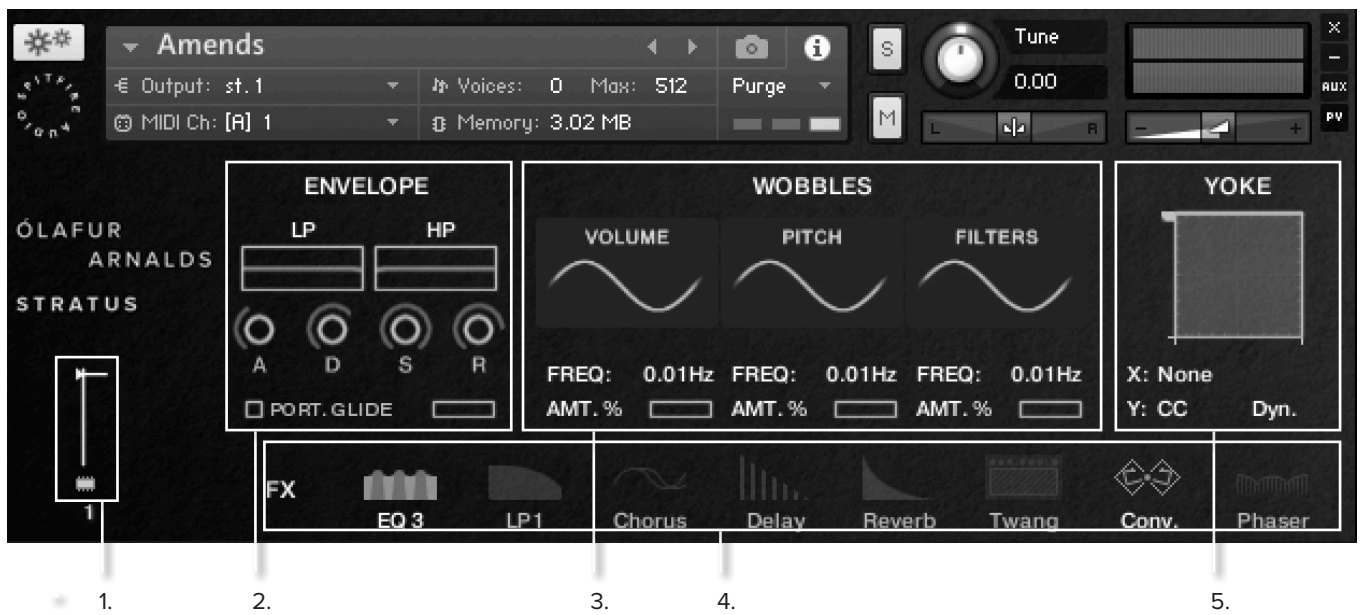 Amends
S
Tune
X
-
Output: st.1
Voices: 0 Max: 512
Purge
0.00
AUX
MIDI Ch: [A] 1
Memory: 3.02 MB
M
L
R
-
+
PV
SPITFIRE AUDIO
ÓLAFUR
ARNALDS
STRATUS
1
ENVELOPE
LP HP
A D S R
PORT. GLIDE
WOBBLES
VOLUME PITCH FILTERS
FREQ: 0.01Hz FREQ: 0.01Hz FREQ: 0.01Hz
AMT. % AMT. % AMT. %
YOKE
X: None
Y: CC Dyn.
FX
EQ 3 LP1 Chorus Delay Reverb Twang Conv. Phaser
1. 2. 3. 4. 5.